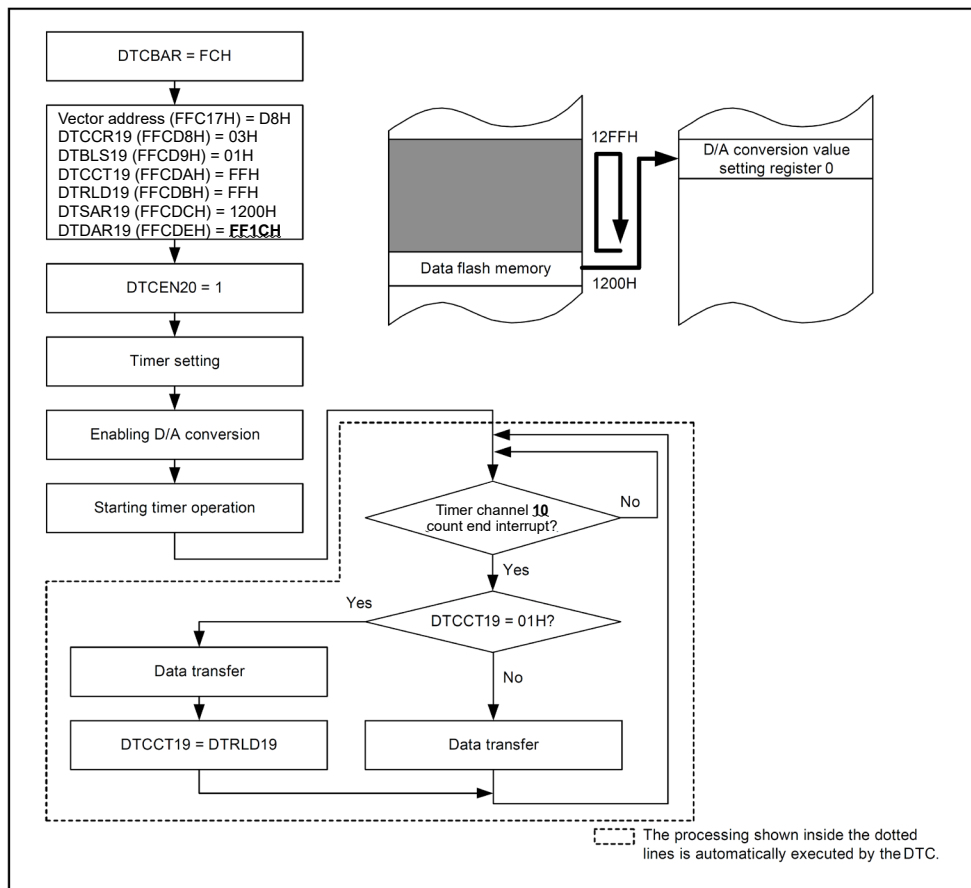 DTCBAR = FCH
Vector address (FFC17H) = D8H
DTCCR19 (FFCD8H) = 03H
DTBLS19 (FFCD9H) = 01H
DTCCT19 (FFCDAH) = FFH
DTRLD19 (FFCDBH) = FFH
DTSAR19 (FFCDCH) = 1200H
DTDAR19 (FFCDEH) = FF1CH
DTCEN20 = 1
Timer setting
Enabling D/A conversion
Starting timer operation
12FFH
D/A conversion value
setting register 0
Data flash memory
1200H
Timer channel 10
count end interrupt?
No
Yes
DTCCT19 = 01H?
Yes
No
Data transfer
DTCCT19 = DTRLD19
Data transfer
The processing shown inside the dotted
lines is automatically executed by the DTC.